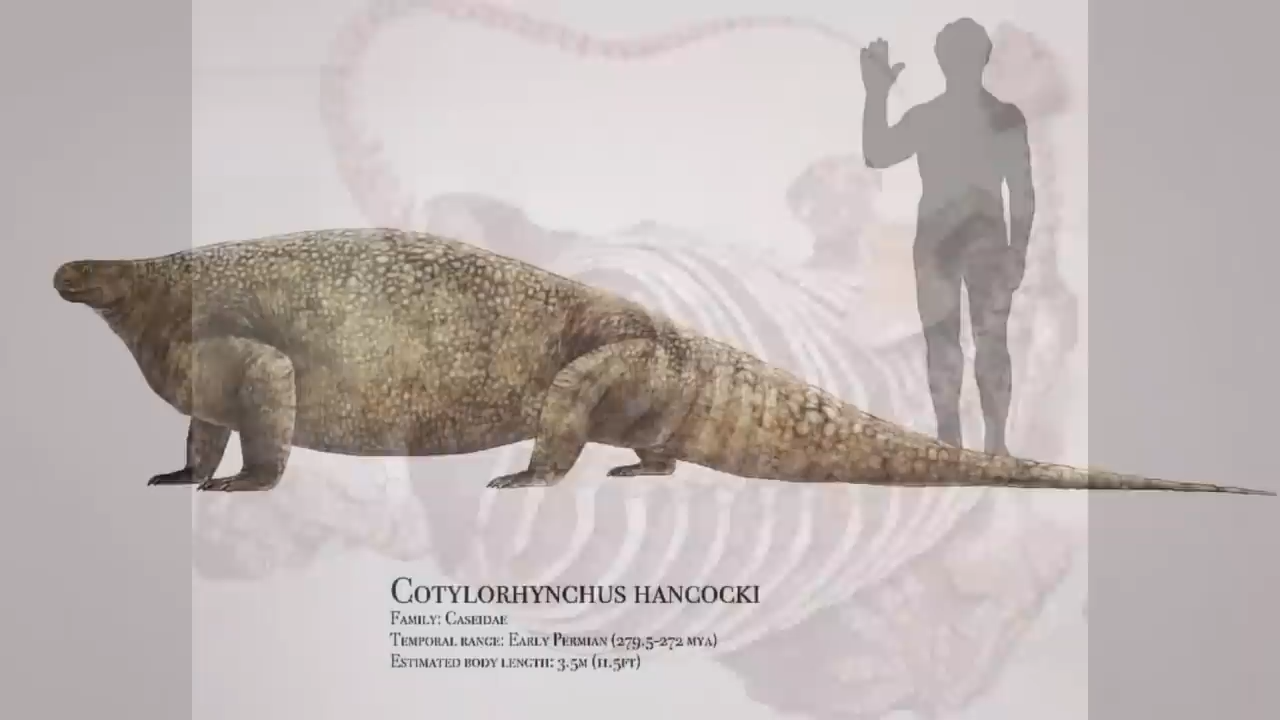 Cotylorhynchus hancocki
Family: Caseidae
Temporal range: Early Permian (279.5-272 mya)
Estimated body length: 3.5m (11.5ft)